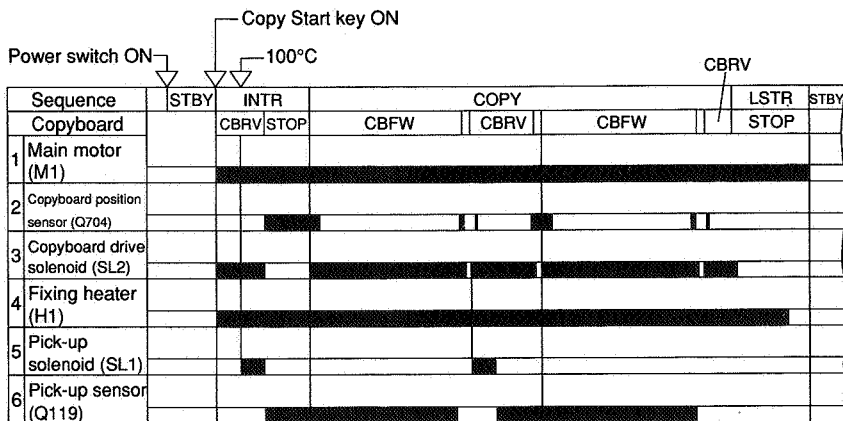 Copy Start key ON
Power switch ON
100°C
CBRV
Sequence STBY INTR COPY LSTR STBY
Copyboard CBRV STOP CBFW CBRV CBFW STOP
1 Main motor
(M1)
2 Copyboard position
sensor (Q704)
3 Copyboard drive
solenoid (SL2)
4 Fixing heater
(H1)
5 Pick-up
solenoid (SL1)
6 Pick-up sensor
(Q119)